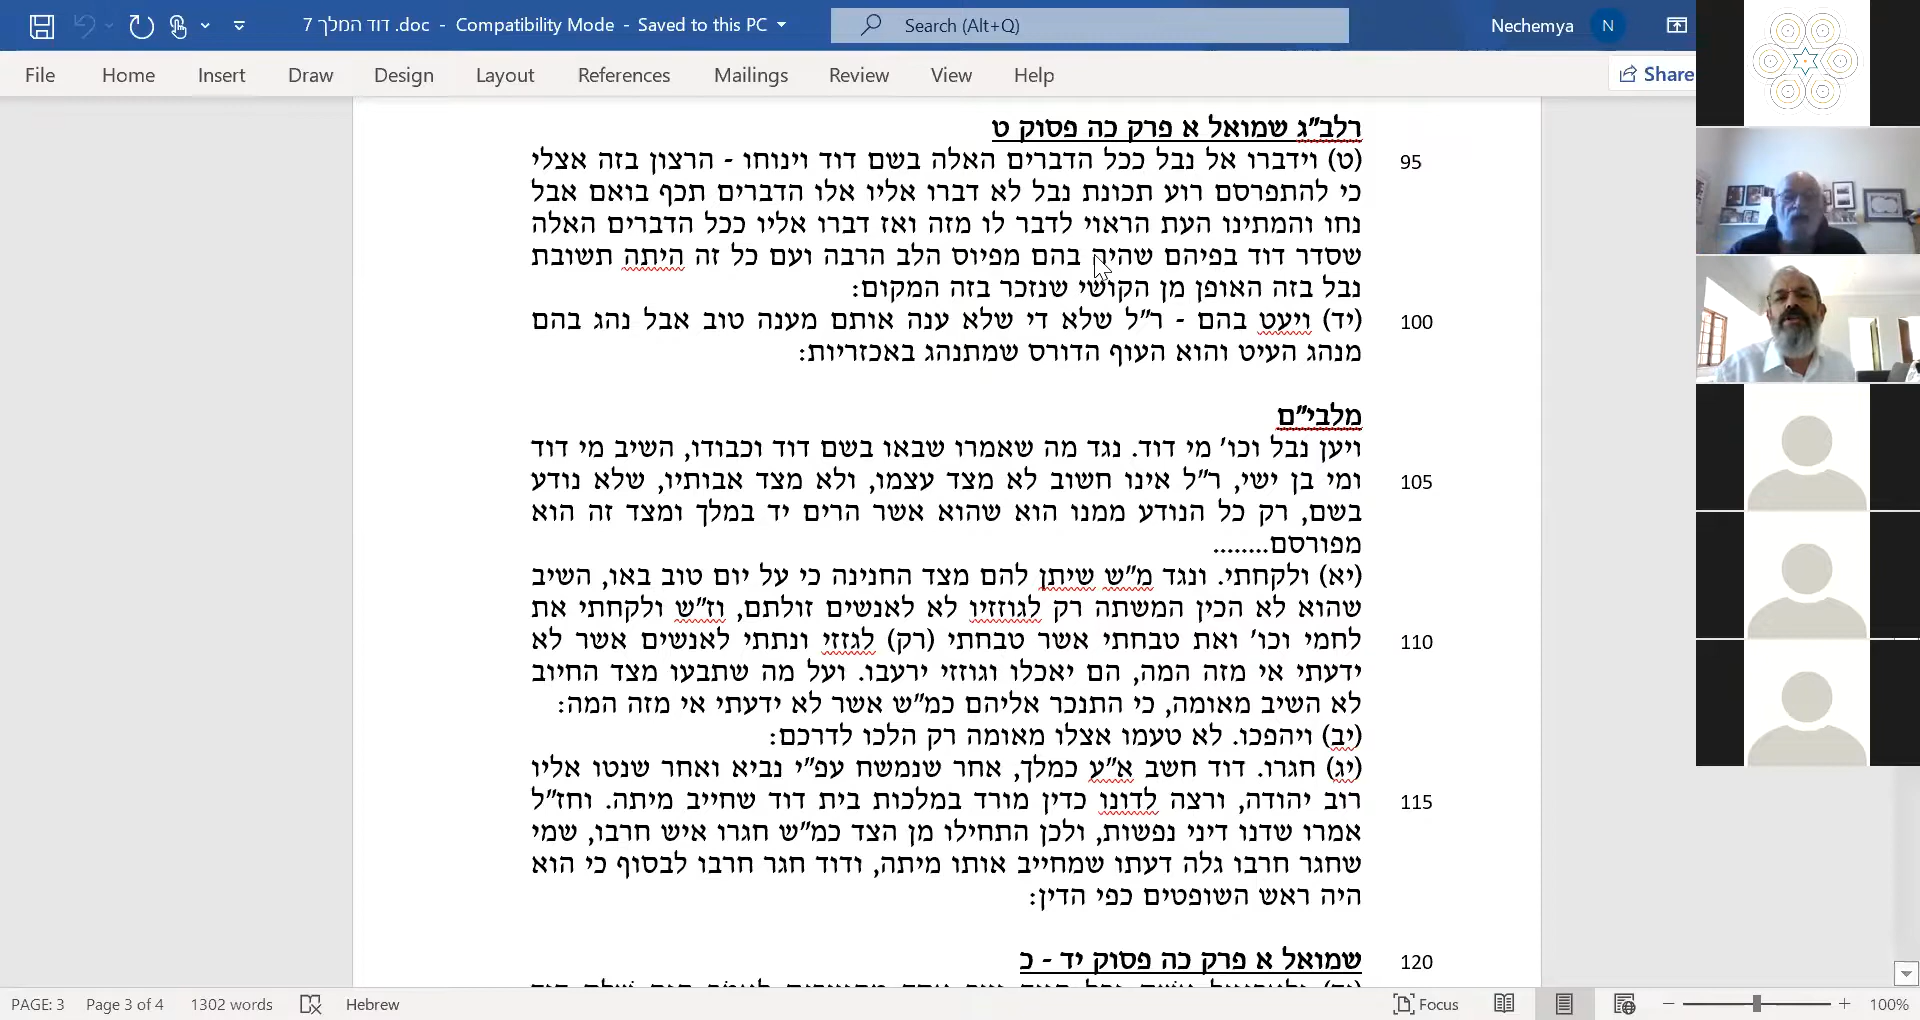 7 דוד המלך .doc - Compatibility Mode - Saved to this PC
Search (Alt+Q)
Nechemya
N
File Home Insert Draw Design Layout References Mailings Review View Help
Share
רלב"ג שמואל א פרק כה פסוק ט
95
(ט) וידברו אל נבל ככל הדברים האלה בשם דוד וינוחו - הרצון בזה אצלי
כי להתפרסם רוע תכונת נבל לא דברו אליו אלו הדברים תכף בואם אבל
נחו והמתינו העת הראוי לדבר לו מזה ואז דברו אליו ככל הדברים האלה
שסדר דוד בפיהם שהיה בהם מפיוס הלב הרבה ועם כל זה היתה תשובת
נבל בזה האופן מן הקושי שנזכר בזה המקום:
100
(יד) ויעט בהם - ר"ל שלא די שלא ענה אותם מענה טוב אבל נהג בהם
מנהג העיט והוא העוף הדורס שמתנהג באכזריות:
מלבי"ם
ויען נבל וכו' מי דוד. נגד מה שאמרו שבאו בשם דוד וכבודו, השיב מי דוד
105
ומי בן ישי, ר"ל אינו חשוב לא מצד עצמו, ולא מצד אבותיו, שלא נודע
בשם, רק כל הנודע ממנו הוא שהוא אשר הרים יד במלך ומצד זה הוא
מפורסם........
(יא) ולקחתי. ונגד מ"ש שיתן להם מצד החנינה כי על יום טוב באו, השיב
שהוא לא הכין המשתה רק לגוזזיו לא לאנשים זולתם, וז"ש ולקחתי את
110
לחמי וכו' ואת טבחתי אשר טבחתי (רק) לגזזי ונתתי לאנשים אשר לא
ידעתי אי מזה המה, הם יאכלו וגוזזי ירעבו. ועל מה שתבעו מצד החיוב
לא השיב מאומה, כי התנכר אליהם כמ"ש אשר לא ידעתי אי מזה המה:
(יב) ויהפכו. לא טעמו אצלו מאומה רק הלכו לדרכם:
(יג) חגרו. דוד חשב א"ע כמלך, אחר שנמשח עפ"י נביא ואחר שנטו אליו
115
רוב יהודה, ורצה לדונו כדין מורד במלכות בית דוד שחייב מיתה. וחז"ל
אמרו שדנו דיני נפשות, ולכן התחילו מן הצד כמ"ש חגרו איש חרבו, שמי
שחגר חרבו גלה דעתו שמחייב אותו מיתה, ודוד חגר חרבו לבסוף כי הוא
היה ראש השופטים כפי הדין:
120
שמואל א פרק כה פסוק יד - כ
PAGE: 3 Page 3 of 4 1302 words Hebrew
Focus
100%